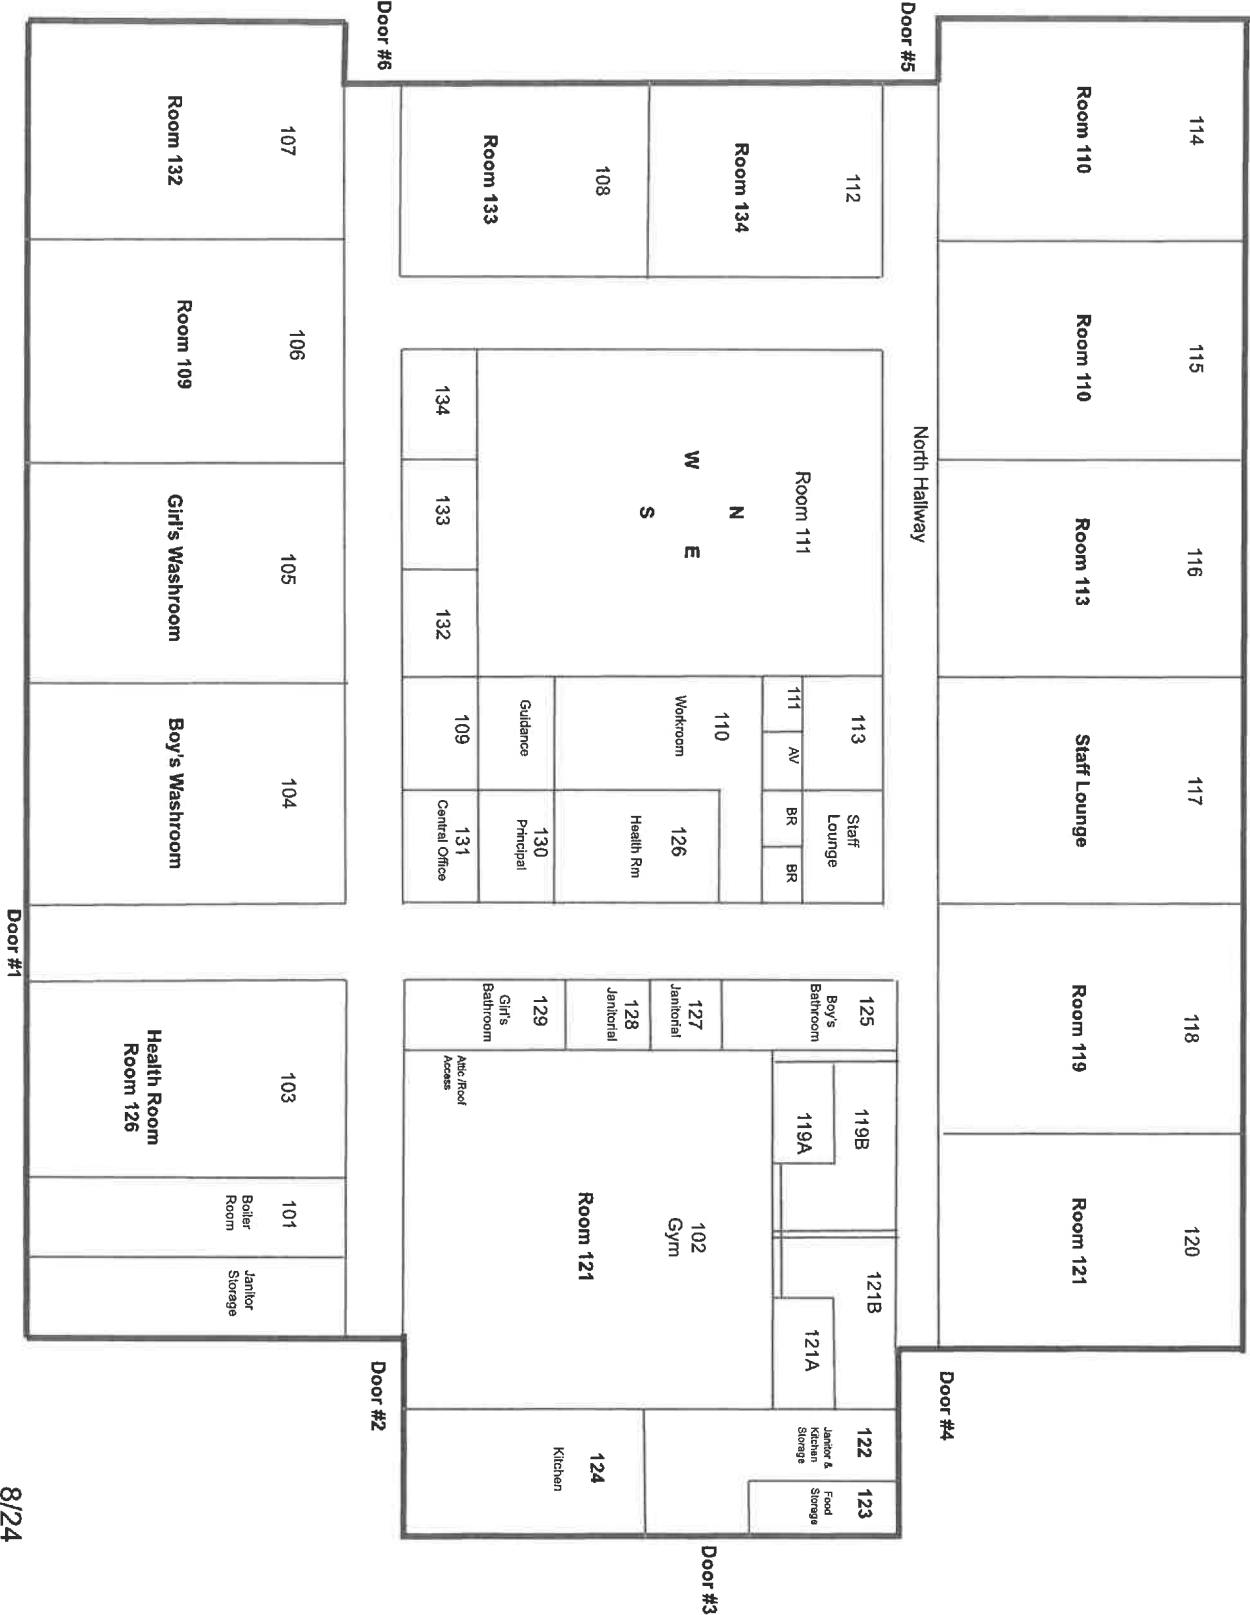 114
Room 110
115
Room 110
116
Room 113
117
Staff Lounge
118
Room 119
120
Room 121
Door #5
North Hallway
Door #4
112
Room 134
108
Room 133
Room 111
N
W
E
S
134
133
132
113
Staff
Lounge
111
AV
BR
BR
110
Workroom
126
Health Rm
Guidance
130
Principal
109
131
Central Office
125
Boy's
Bathroom
127
Janitorial
128
Janitorial
129
Girl's
Bathroom
119B
119A
121B
121A
102
Gym
Room 121
Attic /Roof
Access
122
Janitor &
Kitchen
Storage
123
Food
Storage
124
Kitchen
Door #3
Door #6
Door #2
107
Room 132
106
Room 109
105
Girl's Washroom
104
Boy's Washroom
103
Health Room
Room 126
101
Boiler
Room
Janitor
Storage
Door #1
8/24